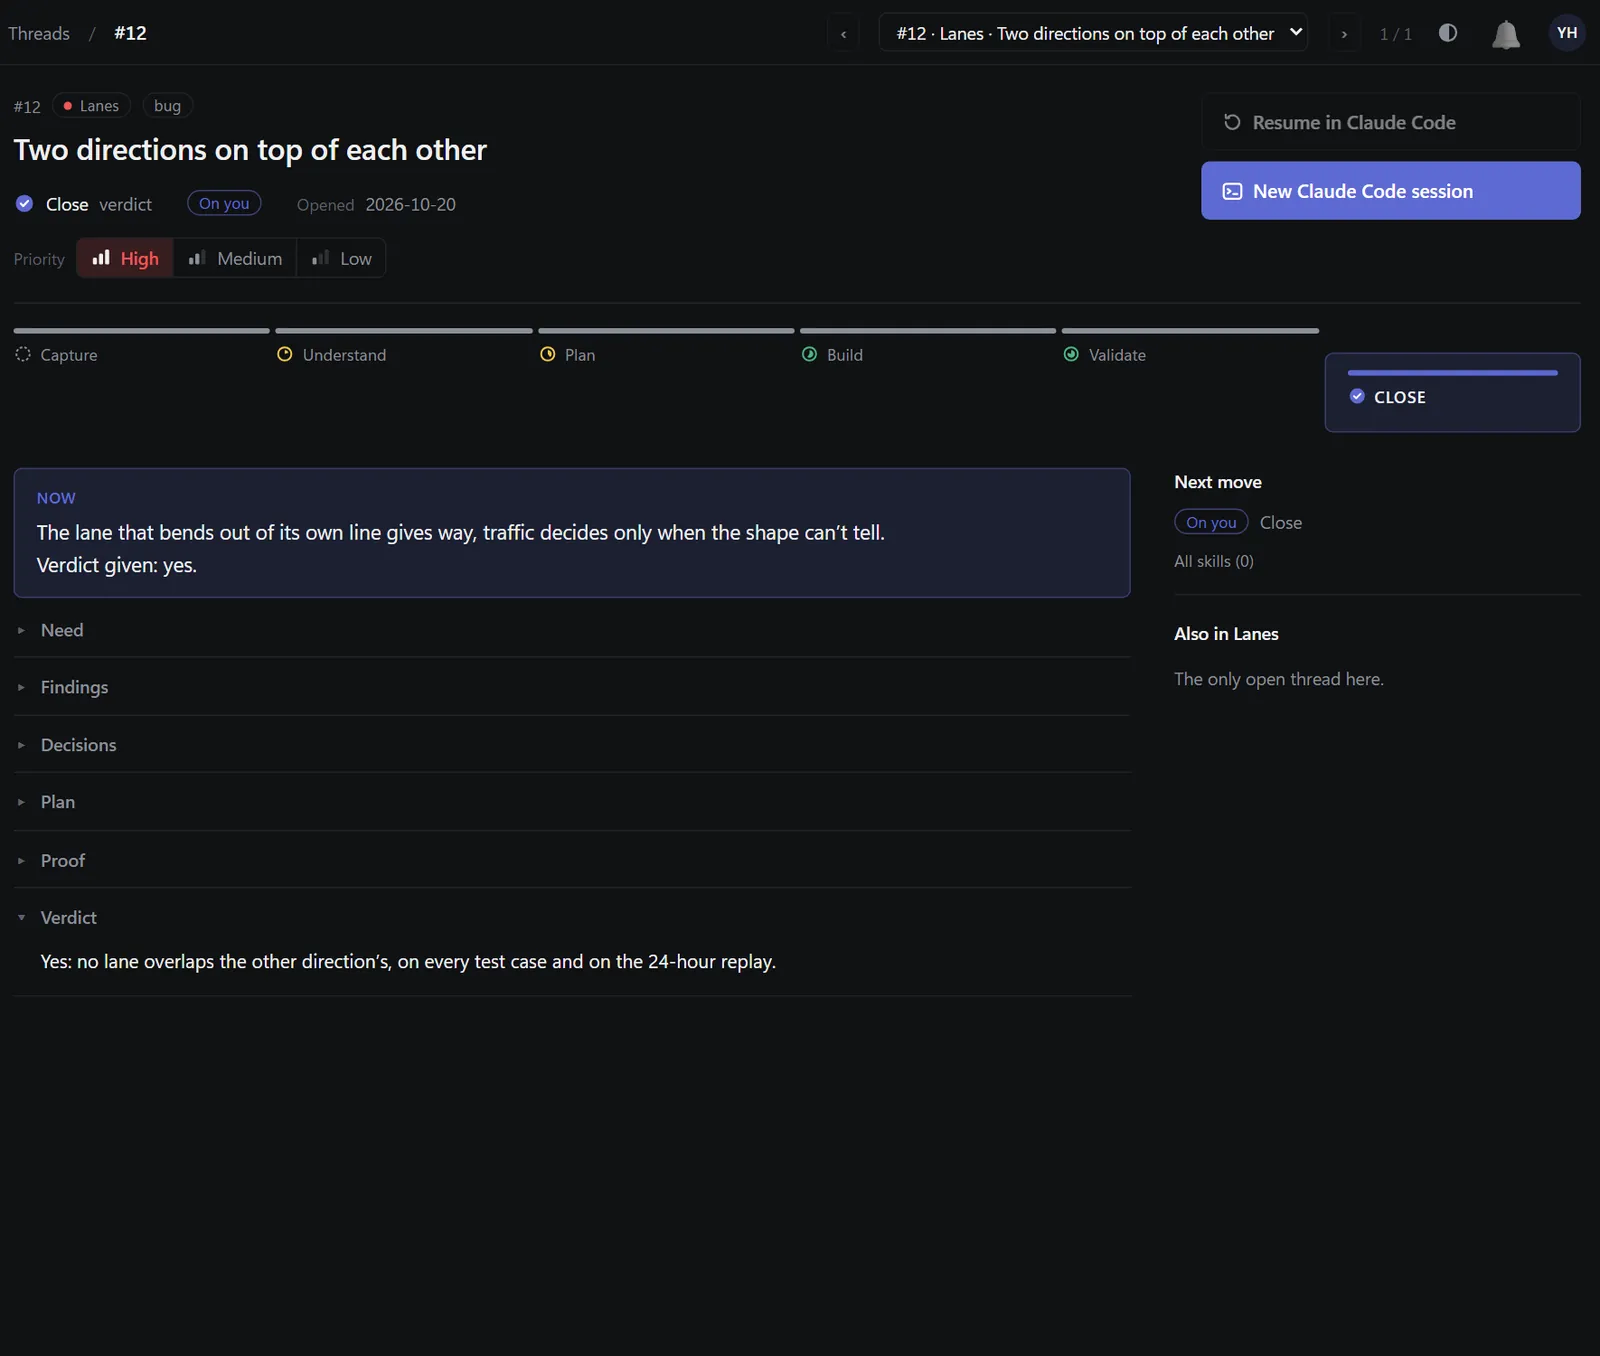 Threads / #12
‹
#12 · Lanes · Two directions on top of each other
›
1 / 1
YH
#12 Lanes bug
Two directions on top of each other
Close verdict On you Opened 2026-10-20
Priority High Medium Low
Resume in Claude Code
New Claude Code session
Capture
Understand
Plan
Build
Validate
CLOSE
NOW
The lane that bends out of its own line gives way, traffic decides only when the shape can’t tell.
Verdict given: yes.
Need
Findings
Decisions
Plan
Proof
Verdict
Yes: no lane overlaps the other direction’s, on every test case and on the 24-hour replay.
Next move
On you Close
All skills (0)
Also in Lanes
The only open thread here.